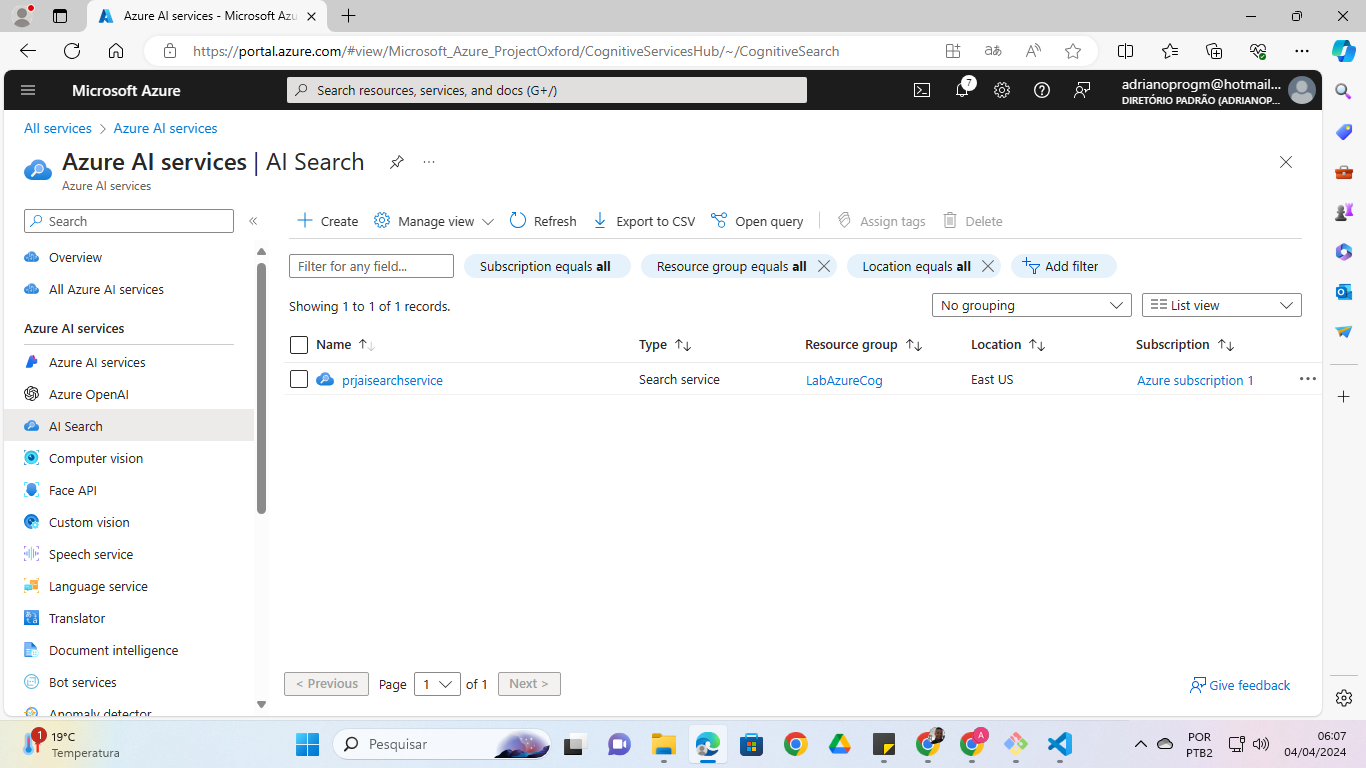 Azure AI services - Microsoft Azu
https://portal.azure.com/#view/Microsoft_Azure_ProjectOxford/CognitiveServicesHub/~/CognitiveSearch
Microsoft Azure
Search resources, services, and docs (G+/)
7
adrianoprogm@hotmail...
DIRETÓRIO PADRÃO (ADRIANOP...
All services > Azure AI services
Azure AI services | AI Search
Azure AI services
Search
Create
Manage view
Refresh
Export to CSV
Open query
Assign tags
Delete
Overview
All Azure AI services
Azure AI services
Azure AI services
Azure OpenAI
AI Search
Computer vision
Face API
Custom vision
Speech service
Language service
Translator
Document intelligence
Bot services
Anomaly detector
Filter for any field...
Subscription equals all
Resource group equals all
Location equals all
Add filter
Showing 1 to 1 of 1 records.
No grouping
List view
Name Type Resource group Location Subscription
prjaisearchservice Search service LabAzureCog East US Azure subscription 1
< Previous Page 1 of 1 Next >
Give feedback
1
19°C
Temperatura
Pesquisar
A
POR
PTB2
06:07
04/04/2024